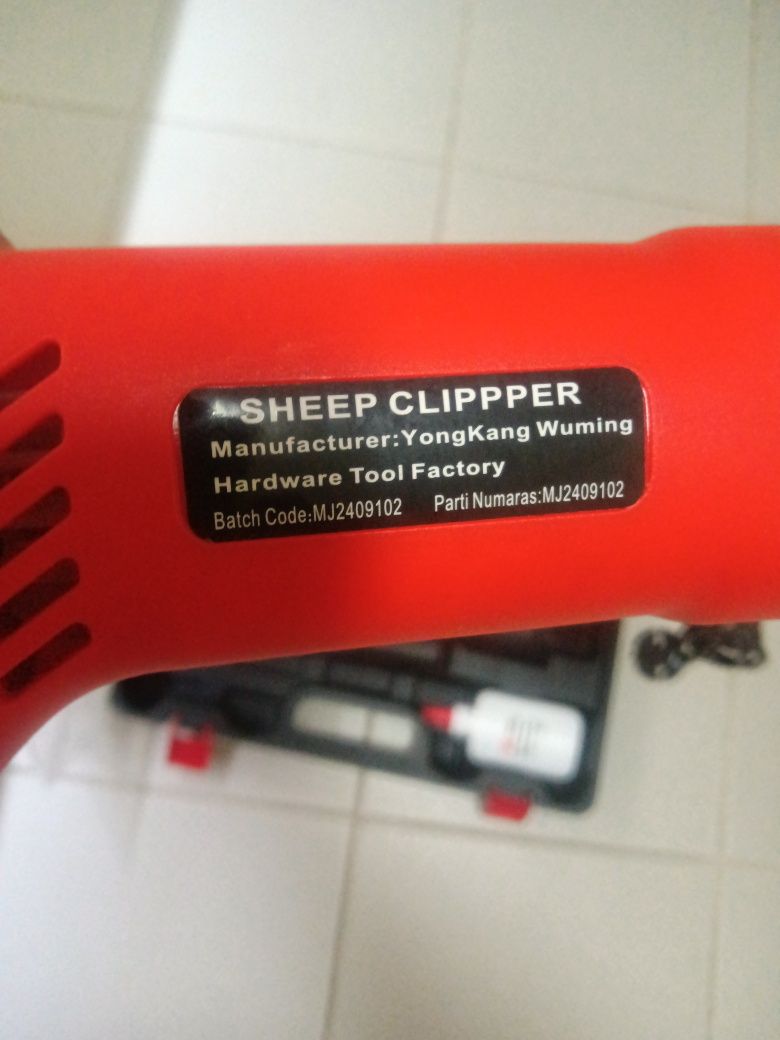 SHEEP CLIPPPER
Manufacturer:YongKang Wuming
Hardware Tool Factory
Batch Code:MJ2409102 Parti Numaras:MJ2409102